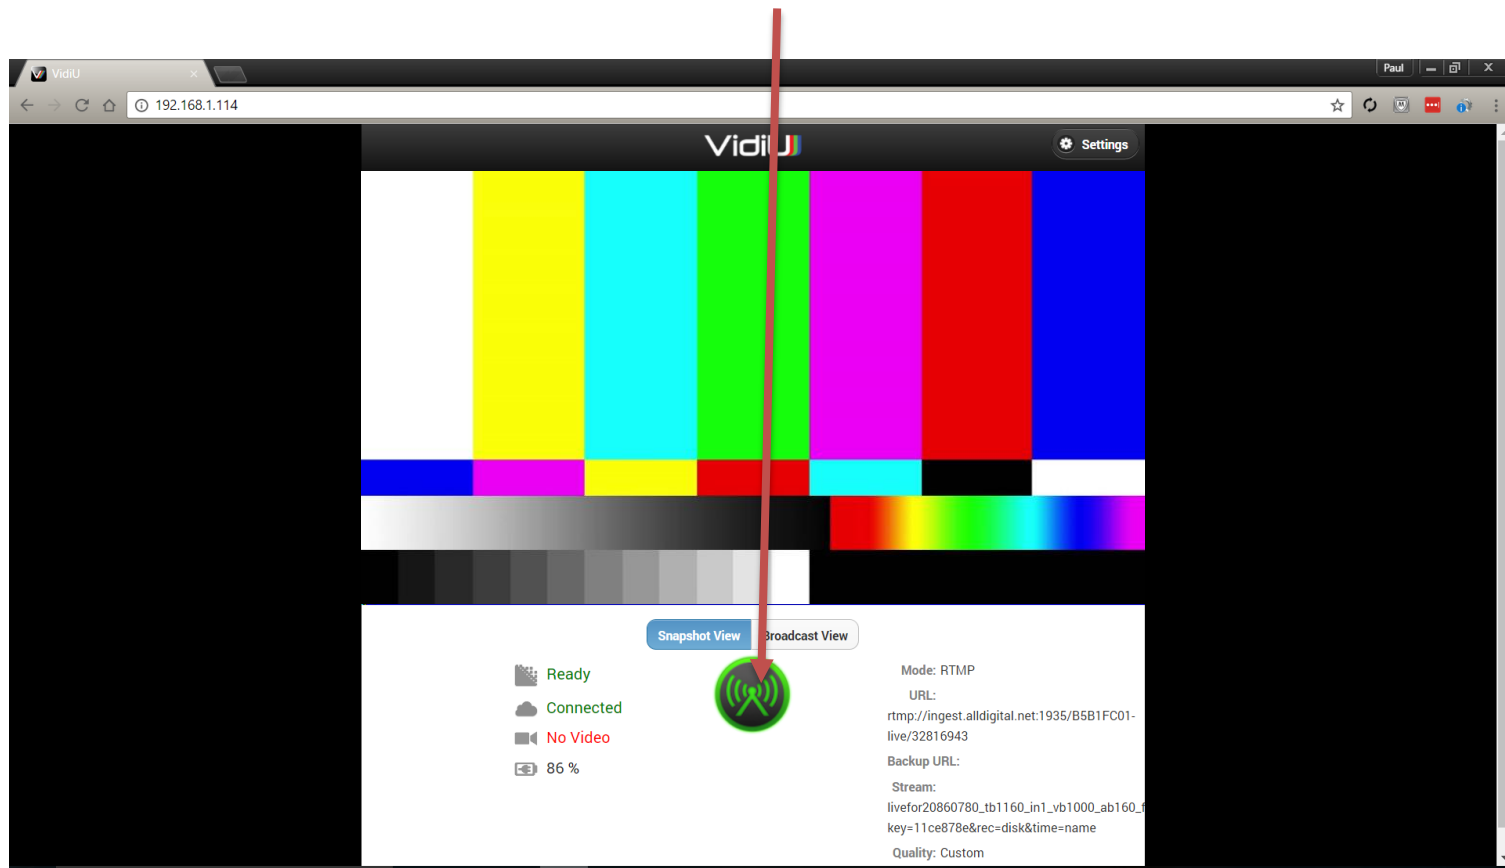 VidiU
Paul
192.168.1.114
VidiU
Settings
Snapshot View
Broadcast View
Ready
Connected
No Video
86 %
Mode: RTMP
URL:
rtmp://ingest.alldigital.net:1935/B5B1FC01-
live/32816943
Backup URL:
Stream:
livefor20860780_tb1160_in1_vb1000_ab160_f
key=11ce878e&rec=disk&time=name
Quality: Custom